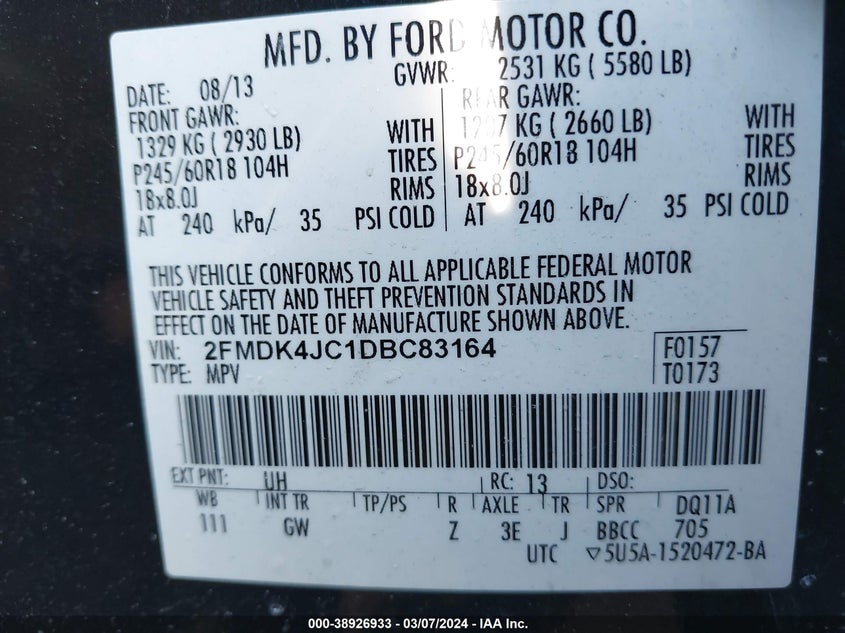 MFD. BY FORD MOTOR CO.
DATE: 08/13 GVWR: 2531 KG ( 5580 LB)
FRONT GAWR: REAR GAWR:
1329 KG ( 2930 LB) WITH 1207 KG ( 2660 LB) WITH
P245/60R18 104H TIRES P245/60R18 104H TIRES
18x8.0J RIMS 18x8.0J RIMS
AT 240 kPa/ 35 PSI COLD AT 240 kPa/ 35 PSI COLD
THIS VEHICLE CONFORMS TO ALL APPLICABLE FEDERAL MOTOR
VEHICLE SAFETY AND THEFT PREVENTION STANDARDS IN
EFFECT ON THE DATE OF MANUFACTURE SHOWN ABOVE.
VIN: 2FMDK4JC1DBC83164 F0157
TYPE: MPV T0173
EXT PNT: UH RC: 13 DSO:
WB INT TR TP/PS R AXLE TR SPR DQ11A
111 GW Z 3E J BBCC 705
UTC ▽5U5A-1520472-BA
000-38926933 - 03/07/2024 - IAA Inc.